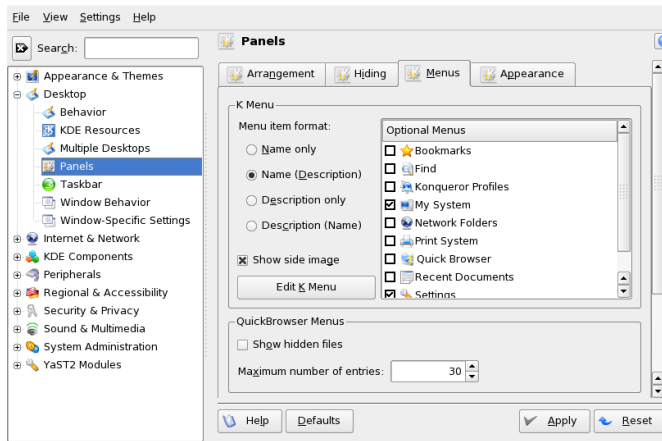 File View Settings Help
Search:
Appearance & Themes
Desktop
Behavior
KDE Resources
Multiple Desktops
Panels
Taskbar
Window Behavior
Window-Specific Settings
Internet & Network
KDE Components
Peripherals
Regional & Accessibility
Security & Privacy
Sound & Multimedia
System Administration
YaST2 Modules
Panels
Arrangement Hiding Menus Appearance
K Menu
Menu item format:
Name only
Name (Description)
Description only
Description (Name)
Show side image
Edit K Menu
Optional Menus
Bookmarks
Find
Konqueror Profiles
My System
Network Folders
Print System
Quick Browser
Recent Documents
Settings
QuickBrowser Menus
Show hidden files
Maximum number of entries: 30
Help Defaults Apply Reset